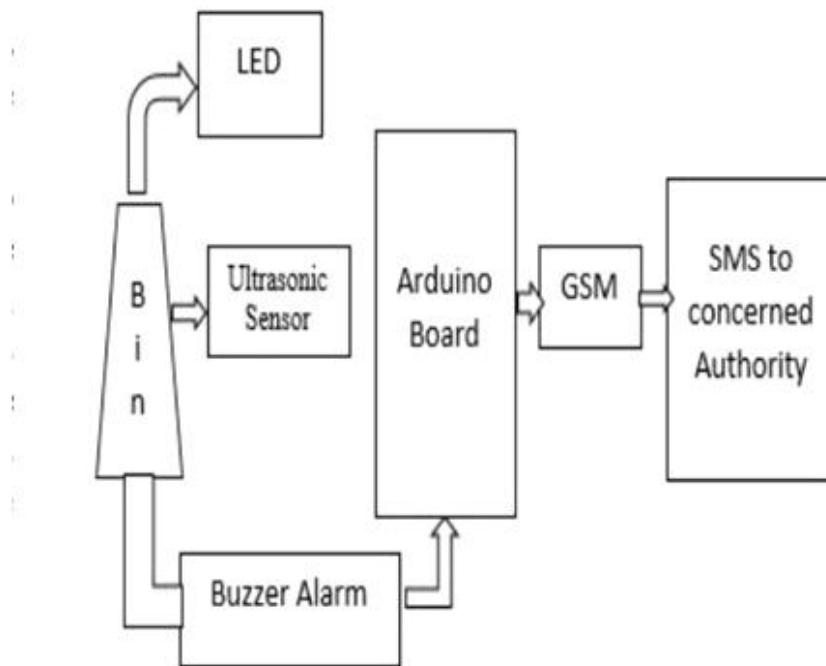 LED
B
i
n
Ultrasonic
Sensor
Arduino
Board
GSM
SMS to
concerned
Authority
Buzzer Alarm